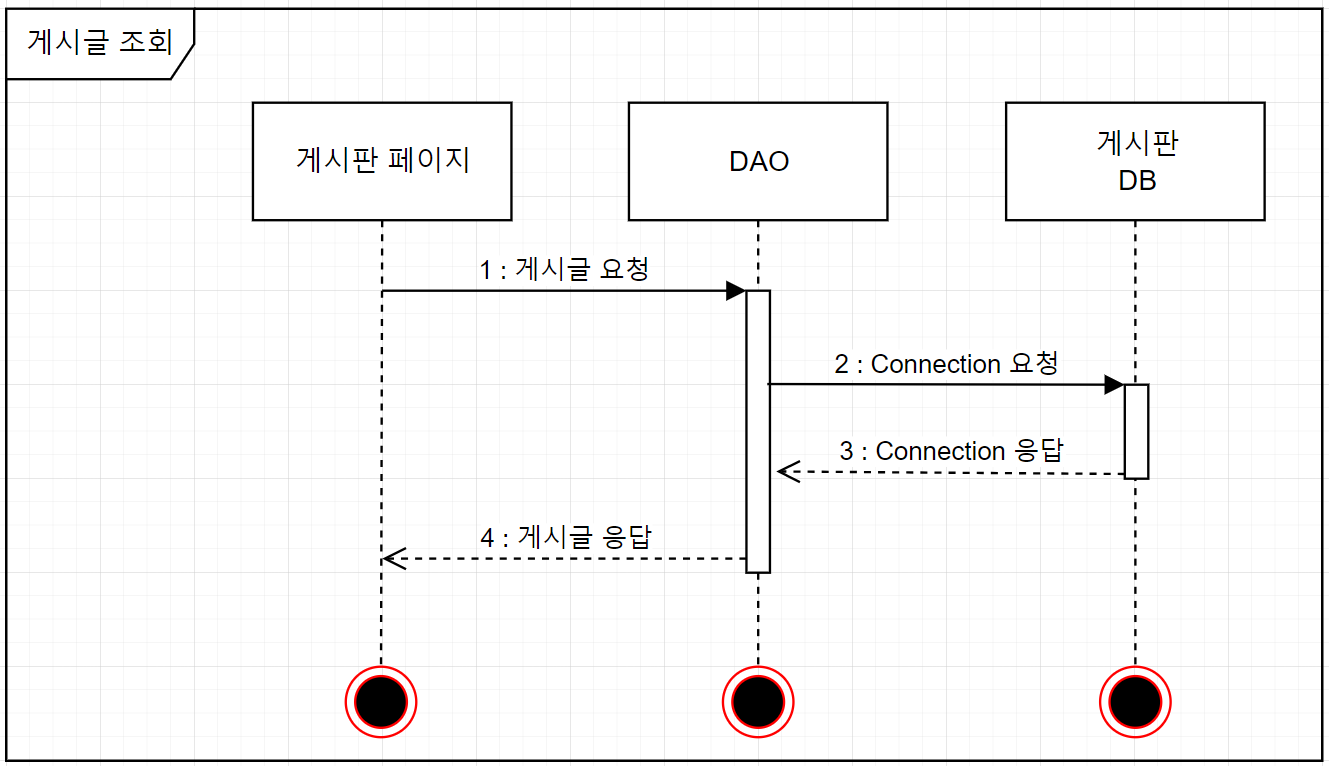 게시글 조회
게시판 페이지
DAO
게시판
DB
1 : 게시글 요청
2 : Connection 요청
3 : Connection 응답
4 : 게시글 응답